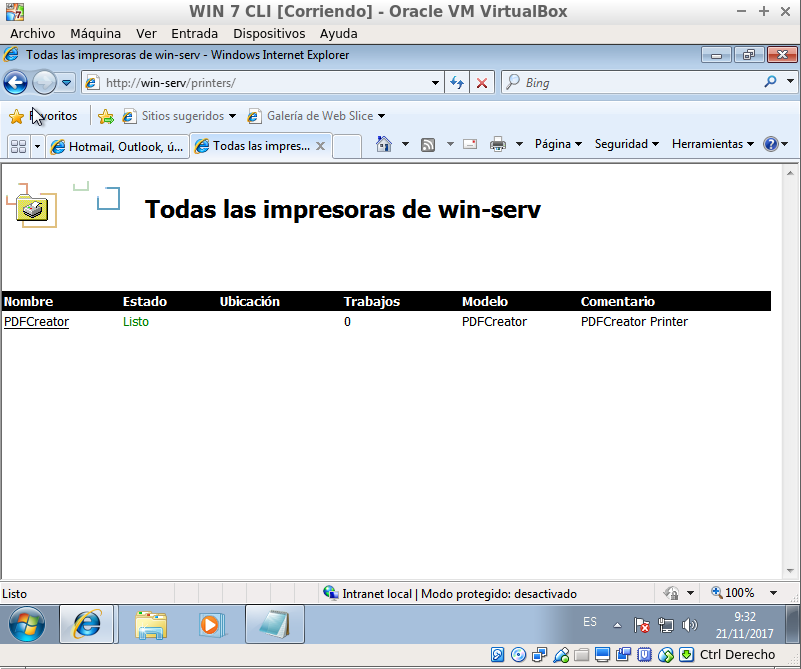 WIN 7 CLI [Corriendo] - Oracle VM VirtualBox
Archivo Máquina Ver Entrada Dispositivos Ayuda
Todas las impresoras de win-serv - Windows Internet Explorer
http://win-serv/printers/ Bing
Favoritos Sitios sugeridos Galería de Web Slice
Hotmail, Outlook, ú... Todas las impres... Página Seguridad Herramientas
Todas las impresoras de win-serv
Nombre Estado Ubicación Trabajos Modelo Comentario
PDFCreator Listo 0 PDFCreator PDFCreator Printer
Listo Intranet local | Modo protegido: desactivado 100%
ES 9:32
21/11/2017
Ctrl Derecho